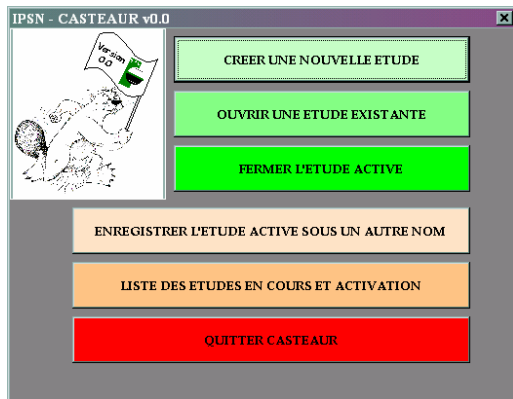 IPSN - CASTEAUR v0.0
Version
0.0
CREER UNE NOUVELLE ETUDE
OUVRIR UNE ETUDE EXISTANTE
FERMER L'ETUDE ACTIVE
ENREGISTRER L'ETUDE ACTIVE SOUS UN AUTRE NOM
LISTE DES ETUDES EN COURS ET ACTIVATION
QUITTER CASTEAUR